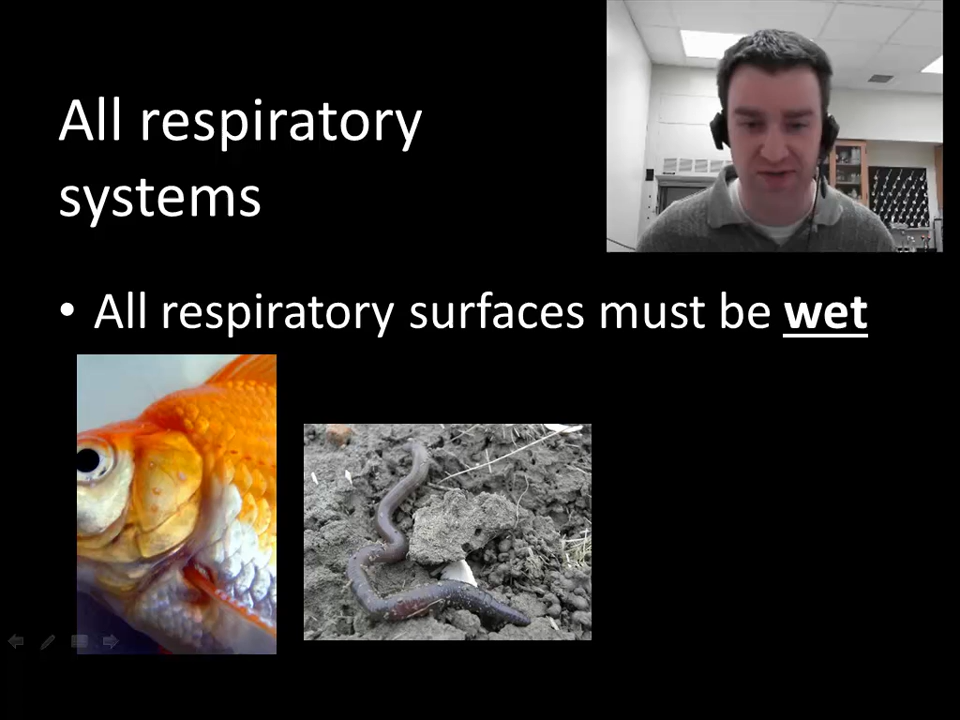 All respiratory
systems
• All respiratory surfaces must be wet